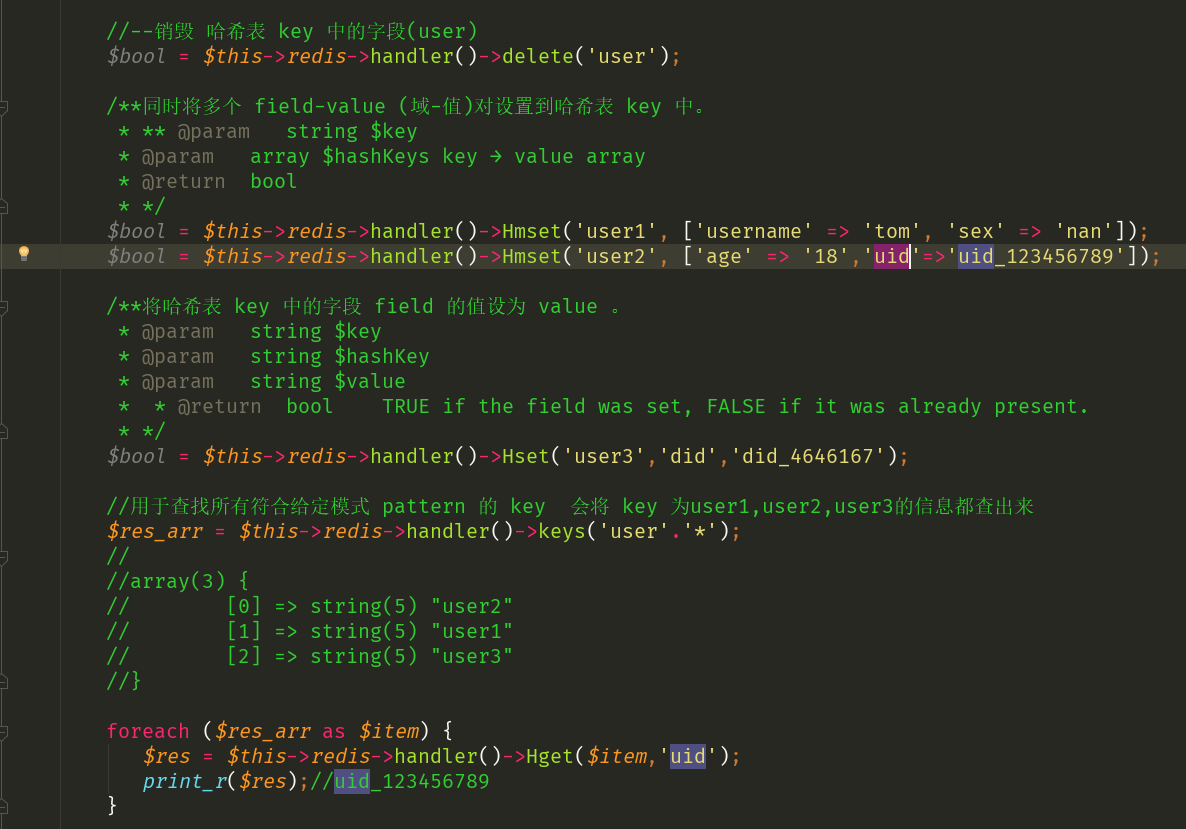 //--销毁 哈希表 key 中的字段(user)
$bool = $this->redis->handler()->delete('user');
/**同时将多个 field-value (域-值)对设置到哈希表 key 中。
* ** @param   string $key
* @param   array $hashKeys key → value array
* @return  bool
* */
$bool = $this->redis->handler()->Hmset('user1', ['username' => 'tom', 'sex' => 'nan']);
$bool = $this->redis->handler()->Hmset('user2', ['age' => '18','uid'=>'uid_123456789']);
/**将哈希表 key 中的字段 field 的值设为 value 。
* @param   string $key
* @param   string $hashKey
* @param   string $value
*  * @return  bool    TRUE if the field was set, FALSE if it was already present.
* */
$bool = $this->redis->handler()->Hset('user3','did','did_4646167');
//用于查找所有符合给定模式 pattern 的 key  会将 key 为user1,user2,user3的信息都查出来
$res_arr = $this->redis->handler()->keys('user'.'*');
//
//array(3) {
//        [0] => string(5) "user2"
//        [1] => string(5) "user1"
//        [2] => string(5) "user3"
//}
foreach ($res_arr as $item) {
$res = $this->redis->handler()->Hget($item,'uid');
print_r($res);//uid_123456789
}